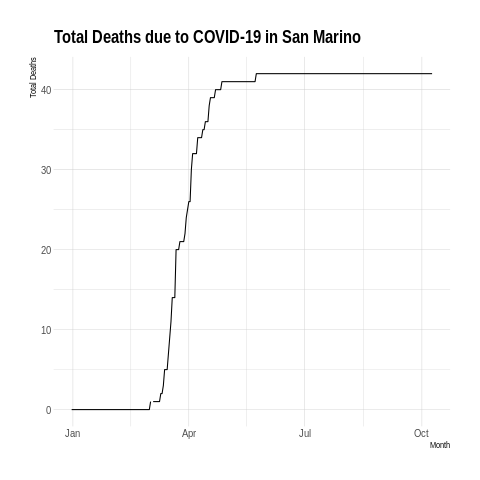 Total Deaths due to COVID-19 in San Marino
Total Deaths
40
30
20
10
0
Jan Apr Jul Oct
Month